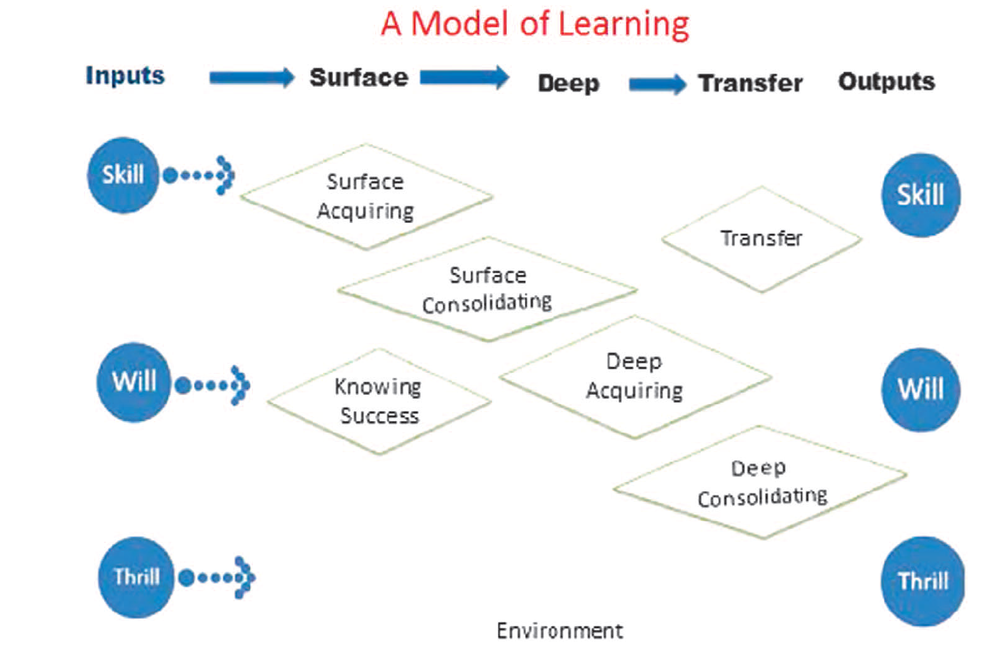 A Model of Learning
Inputs Surface Deep Transfer Outputs
Skill
Surface
Acquiring
Transfer
Skill
Surface
Consolidating
Will
Knowing
Success
Deep
Acquiring
Will
Deep
Consolidating
Thrill
Thrill
Environment